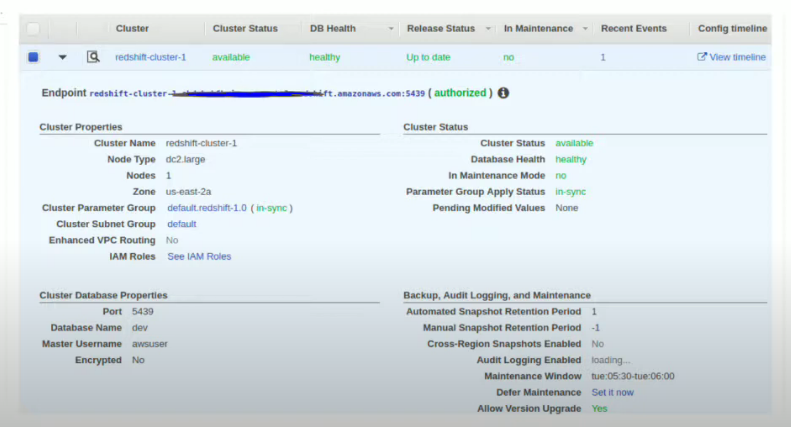 Cluster Cluster Status DB Health Release Status In Maintenance Recent Events Config timeline
redshift-cluster-1 available healthy Up to date no 1 View timeline
Endpoint redshift-cluster- ft.amazonaws.com:5439 ( authorized )
Cluster Properties
Cluster Name redshift-cluster-1
Node Type dc2.large
Nodes 1
Zone us-east-2a
Cluster Parameter Group default.redshift-1.0 ( in-sync )
Cluster Subnet Group default
Enhanced VPC Routing No
IAM Roles See IAM Roles
Cluster Status
Cluster Status available
Database Health healthy
In Maintenance Mode no
Parameter Group Apply Status in-sync
Pending Modified Values None
Cluster Database Properties
Port 5439
Database Name dev
Master Username awsuser
Encrypted No
Backup, Audit Logging, and Maintenance
Automated Snapshot Retention Period 1
Manual Snapshot Retention Period -1
Cross-Region Snapshots Enabled No
Audit Logging Enabled loading...
Maintenance Window tue:05:30-tue:06:00
Defer Maintenance Set it now
Allow Version Upgrade Yes